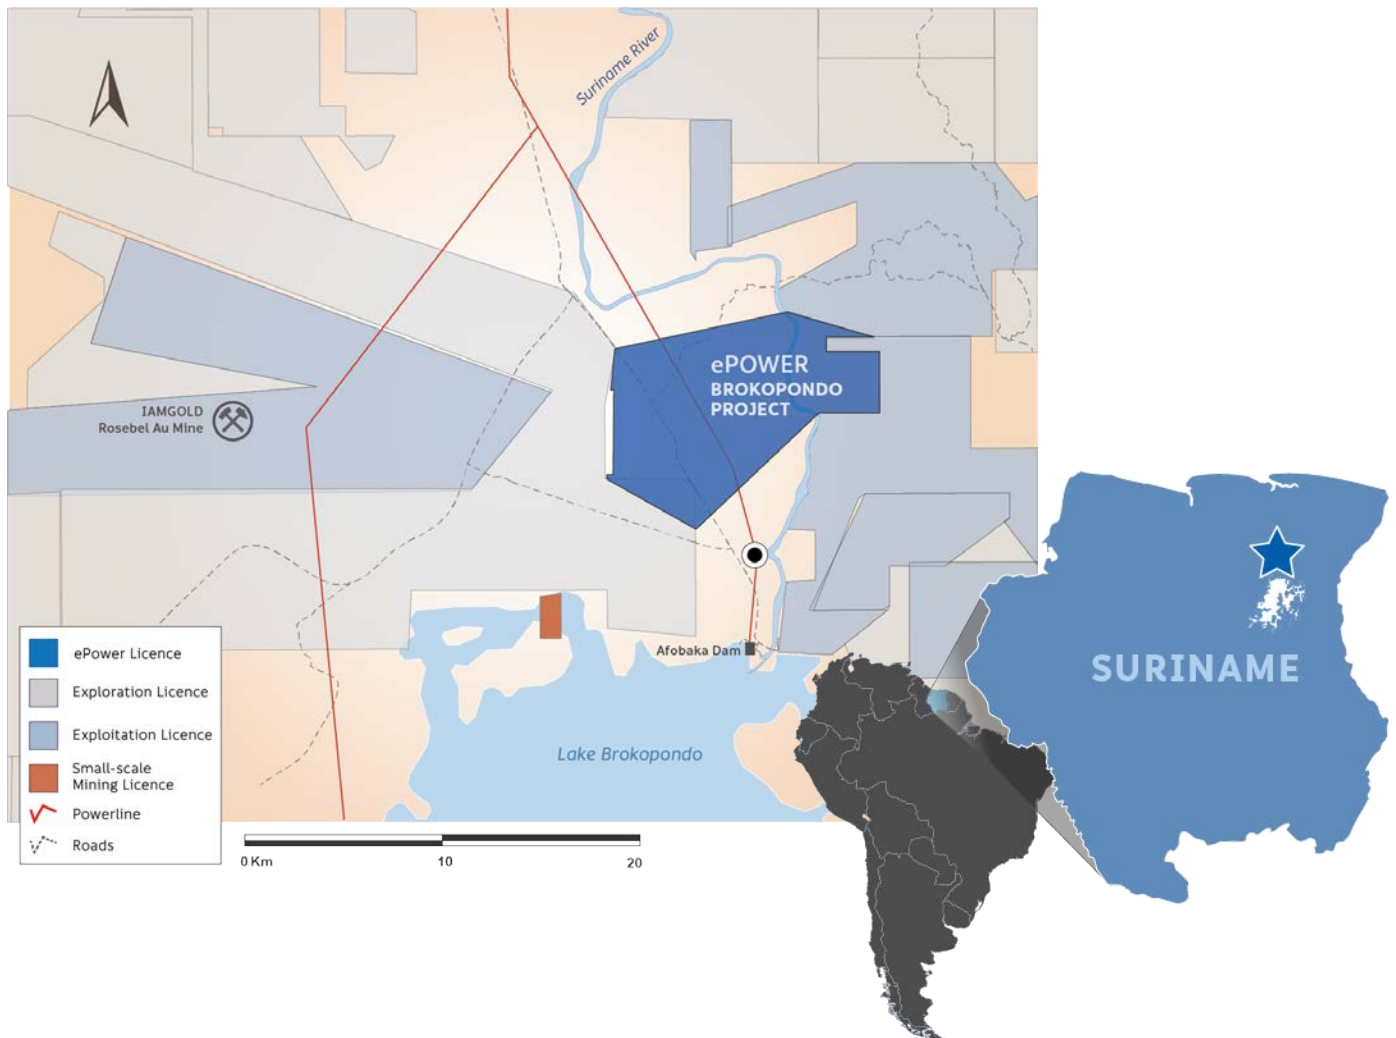 Suriname River
ePOWER
BROKOPONDO
PROJECT
IAMGOLD
Rosebel Au Mine
Afobaka Dam
Lake Brokopondo
ePower Licence
Exploration Licence
Exploitation Licence
Small-scale
Mining Licence
Powerline
Roads
0 Km 10 20
SURINAME